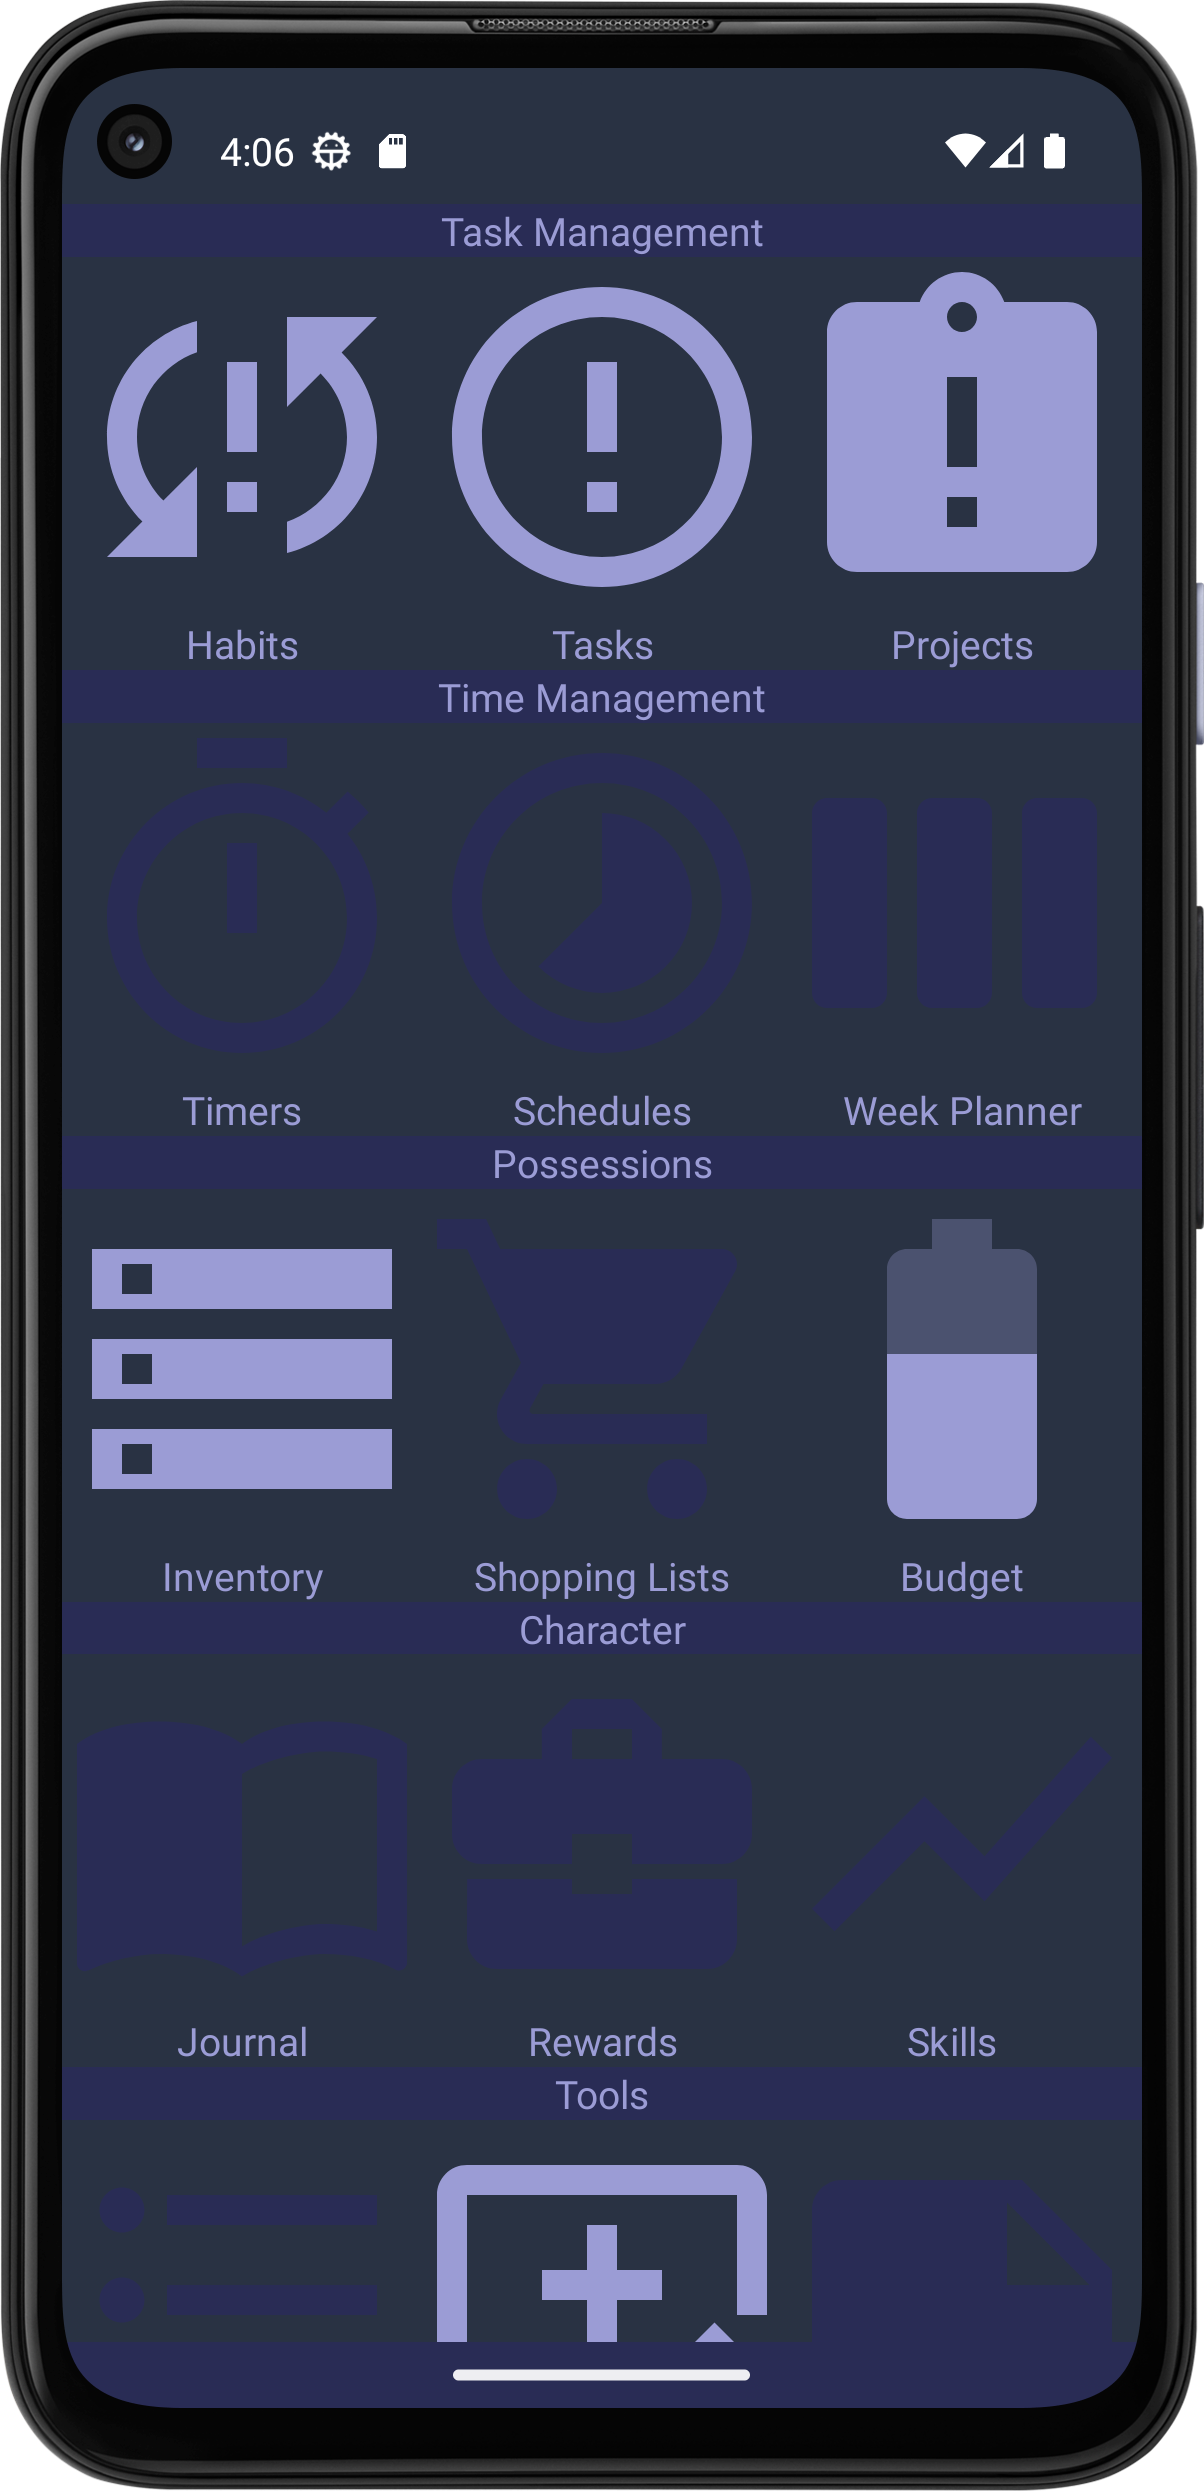 4:06
Task Management
Habits Tasks Projects
Time Management
Timers Schedules Week Planner
Possessions
Inventory Shopping Lists Budget
Character
Journal Rewards Skills
Tools